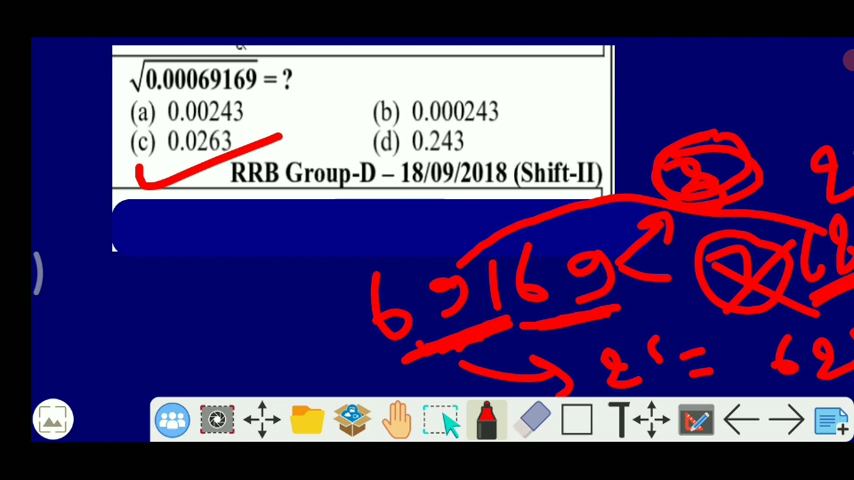 √0.00069169 = ?
(a) 0.00243 (b) 0.000243
(c) 0.0263 (d) 0.243
RRB Group-D – 18/09/2018 (Shift-II)
69169
T